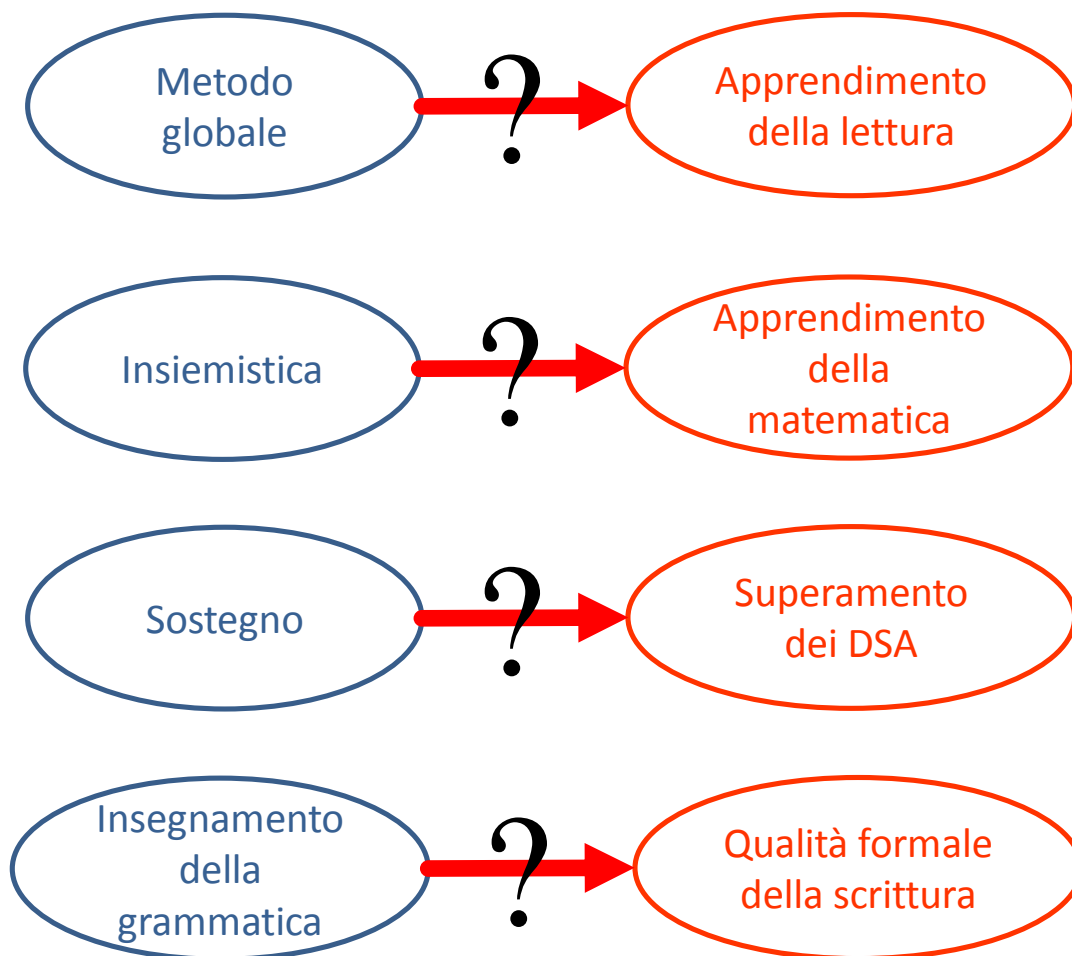 Metodo
globale
?
Apprendimento
della lettura
Insiemistica
?
Apprendimento
della
matematica
Sostegno
?
Superamento
dei DSA
Insegnamento
della
grammatica
?
Qualità formale
della scrittura